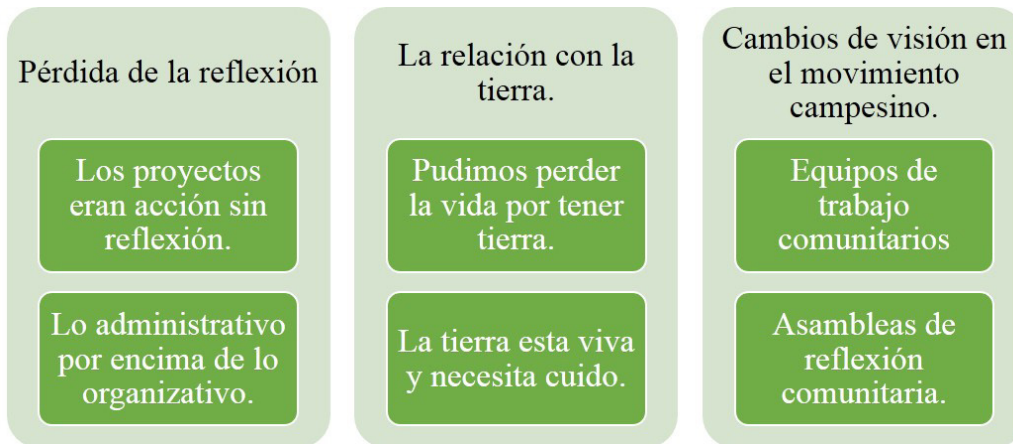 Pérdida de la reflexión
Los proyectos
eran acción sin
reflexión.
Lo administrativo
por encima de lo
organizativo.
La relación con la
tierra.
Pudimos perder
la vida por tener
tierra.
La tierra esta viva
y necesita cuido.
Cambios de visión en
el movimiento
campesino.
Equipos de
trabajo
comunitarios
Asambleas de
reflexión
comunitaria.